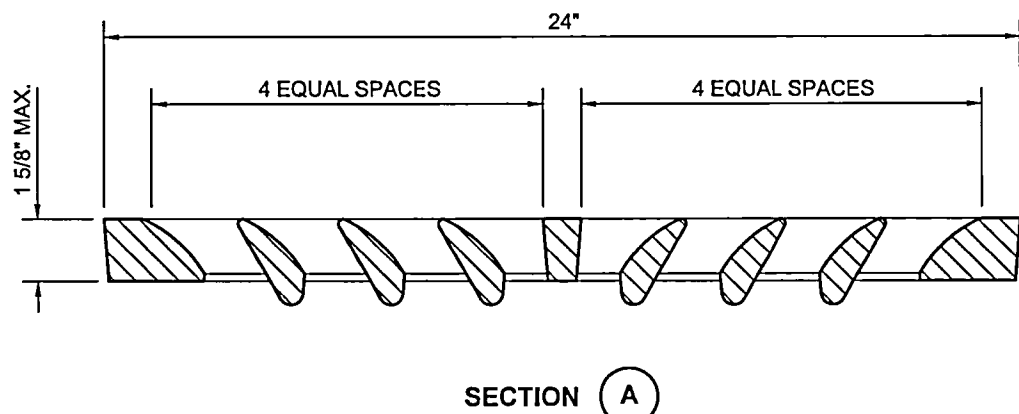 24"
4 EQUAL SPACES
4 EQUAL SPACES
1 5/8" MAX.
SECTION A